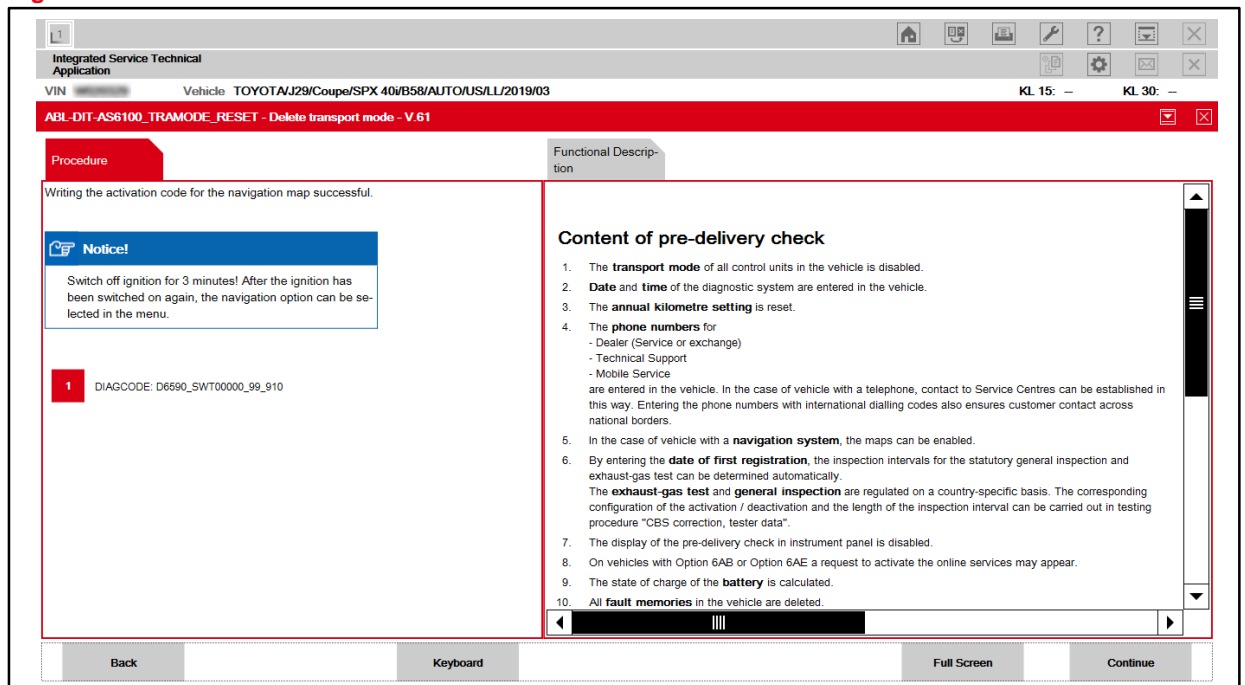 1
Integrated Service Technical
Application
VIN Vehicle TOYOTA/J29/Coupe/SPX 40i/B58/AUTO/US/LL/2019/03 KL 15: -- KL 30: --
ABL-DIT-AS6100_TRAMODE_RESET - Delete transport mode - V.61
Procedure
Functional Descrip-
tion
Writing the activation code for the navigation map successful.
Notice!
Switch off ignition for 3 minutes! After the ignition has
been switched on again, the navigation option can be se-
lected in the menu.
1 DIAGCODE: D6590_SWT00000_99_910
Content of pre-delivery check
1. The transport mode of all control units in the vehicle is disabled.
2. Date and time of the diagnostic system are entered in the vehicle.
3. The annual kilometre setting is reset.
4. The phone numbers for
- Dealer (Service or exchange)
- Technical Support
- Mobile Service
are entered in the vehicle. In the case of vehicle with a telephone, contact to Service Centres can be established in
this way. Entering the phone numbers with international dialling codes also ensures customer contact across
national borders.
5. In the case of vehicle with a navigation system, the maps can be enabled.
6. By entering the date of first registration, the inspection intervals for the statutory general inspection and
exhaust-gas test can be determined automatically.
The exhaust-gas test and general inspection are regulated on a country-specific basis. The corresponding
configuration of the activation / deactivation and the length of the inspection interval can be carried out in testing
procedure "CBS correction, tester data".
7. The display of the pre-delivery check in instrument panel is disabled.
8. On vehicles with Option 6AB or Option 6AE a request to activate the online services may appear.
9. The state of charge of the battery is calculated.
10. All fault memories in the vehicle are deleted.
Back Keyboard Full Screen Continue